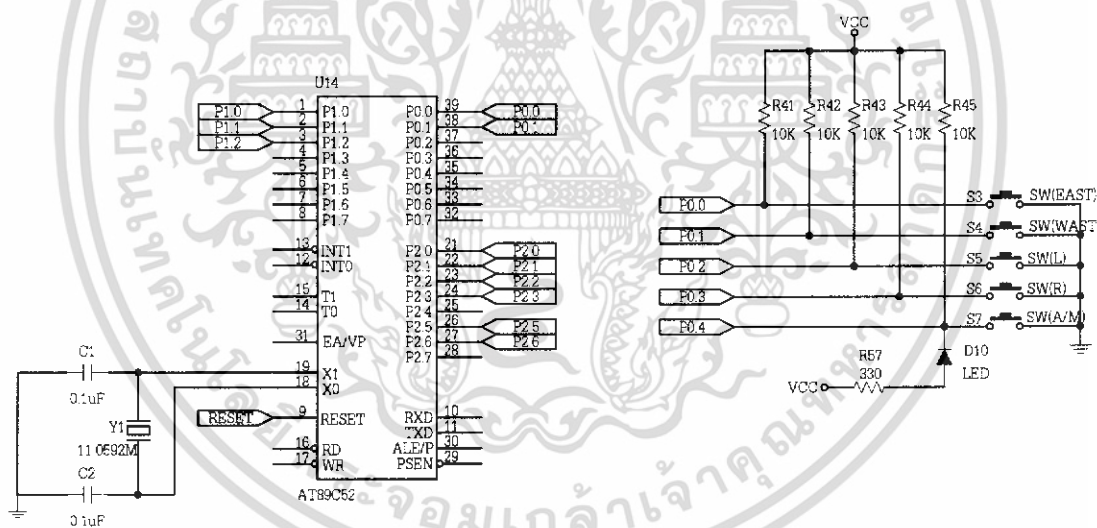 VCC
U14
R41 R42 R43 R44 R45
10K 10K 10K 10K 10K
P1.0 1 P1.0 P0.0 39 P0.0
P1.1 2 P1.1 P0.1 38 P0.1
P1.2 3 P1.2 P0.2 37
4 P1.3 P0.3 36
5 P1.4 P0.4 35
6 P1.5 P0.5 34
7 P1.6 P0.6 33
8 P1.7 P0.7 32
13 INT1 P2.0 21 P2.0
12 INT0 P2.1 22 P2.1
P2.2 23 P2.2
15 T1 P2.3 24 P2.3
14 T0 P2.4 25
P2.5 26 P2.5
31 EA/VP P2.6 27 P2.6
P2.7 28
19 X1
18 X0
RESET 9 RESET RXD 10
TXD 11
16 RD ALE/P 30
17 WR PSEN 29
AT89C52
C1
0.1uF
Y1
11.0592M
C2
0.1uF
P0.0 S3 SW(EAST)
P0.1 S4 SW(WAST
P0.2 S5 SW(L)
P0.3 S6 SW(R)
P0.4 S7 SW(A/M)
R57 D10
330 LED
VCC